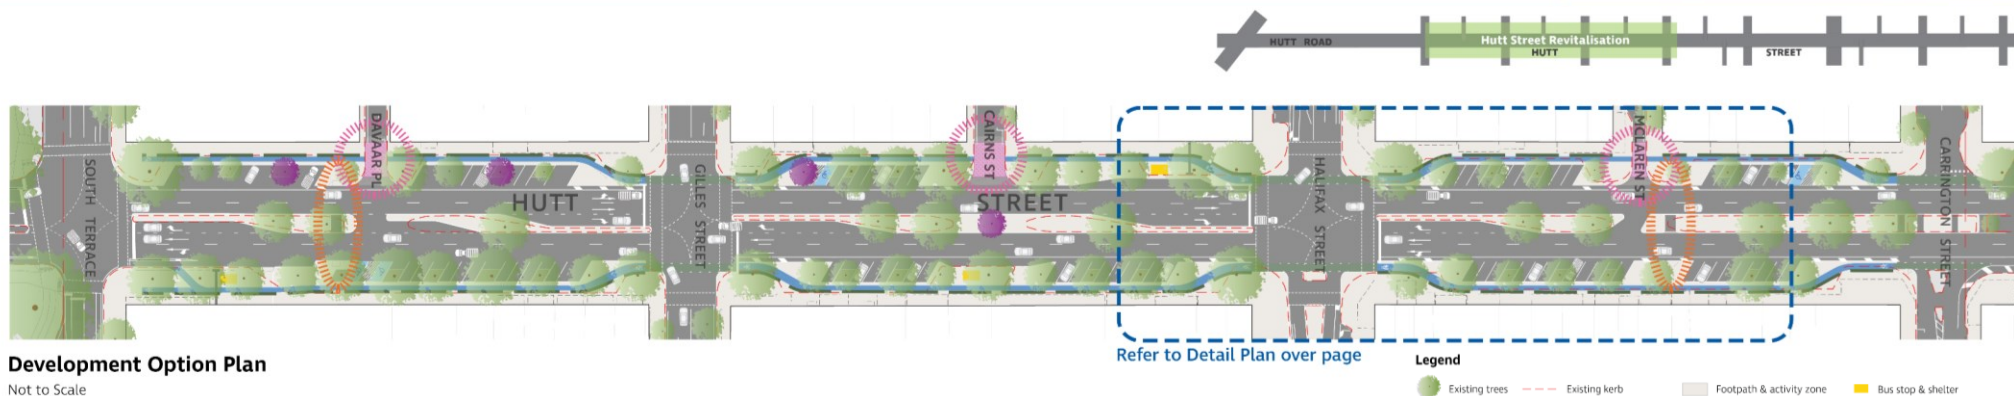 HUTT ROAD
Hutt Street Revitalisation
HUTT
STREET
SOUTH TERRACE
DAVAAR PL
HUTT
GILLES STREET
CAIRNS ST
STREET
HALIFAX STREET
MCLAREN ST
CARRINGTON STREET
Development Option Plan
Not to Scale
Refer to Detail Plan over page
Legend
Existing trees
Existing kerb
Footpath & activity zone
Bus stop & shelter